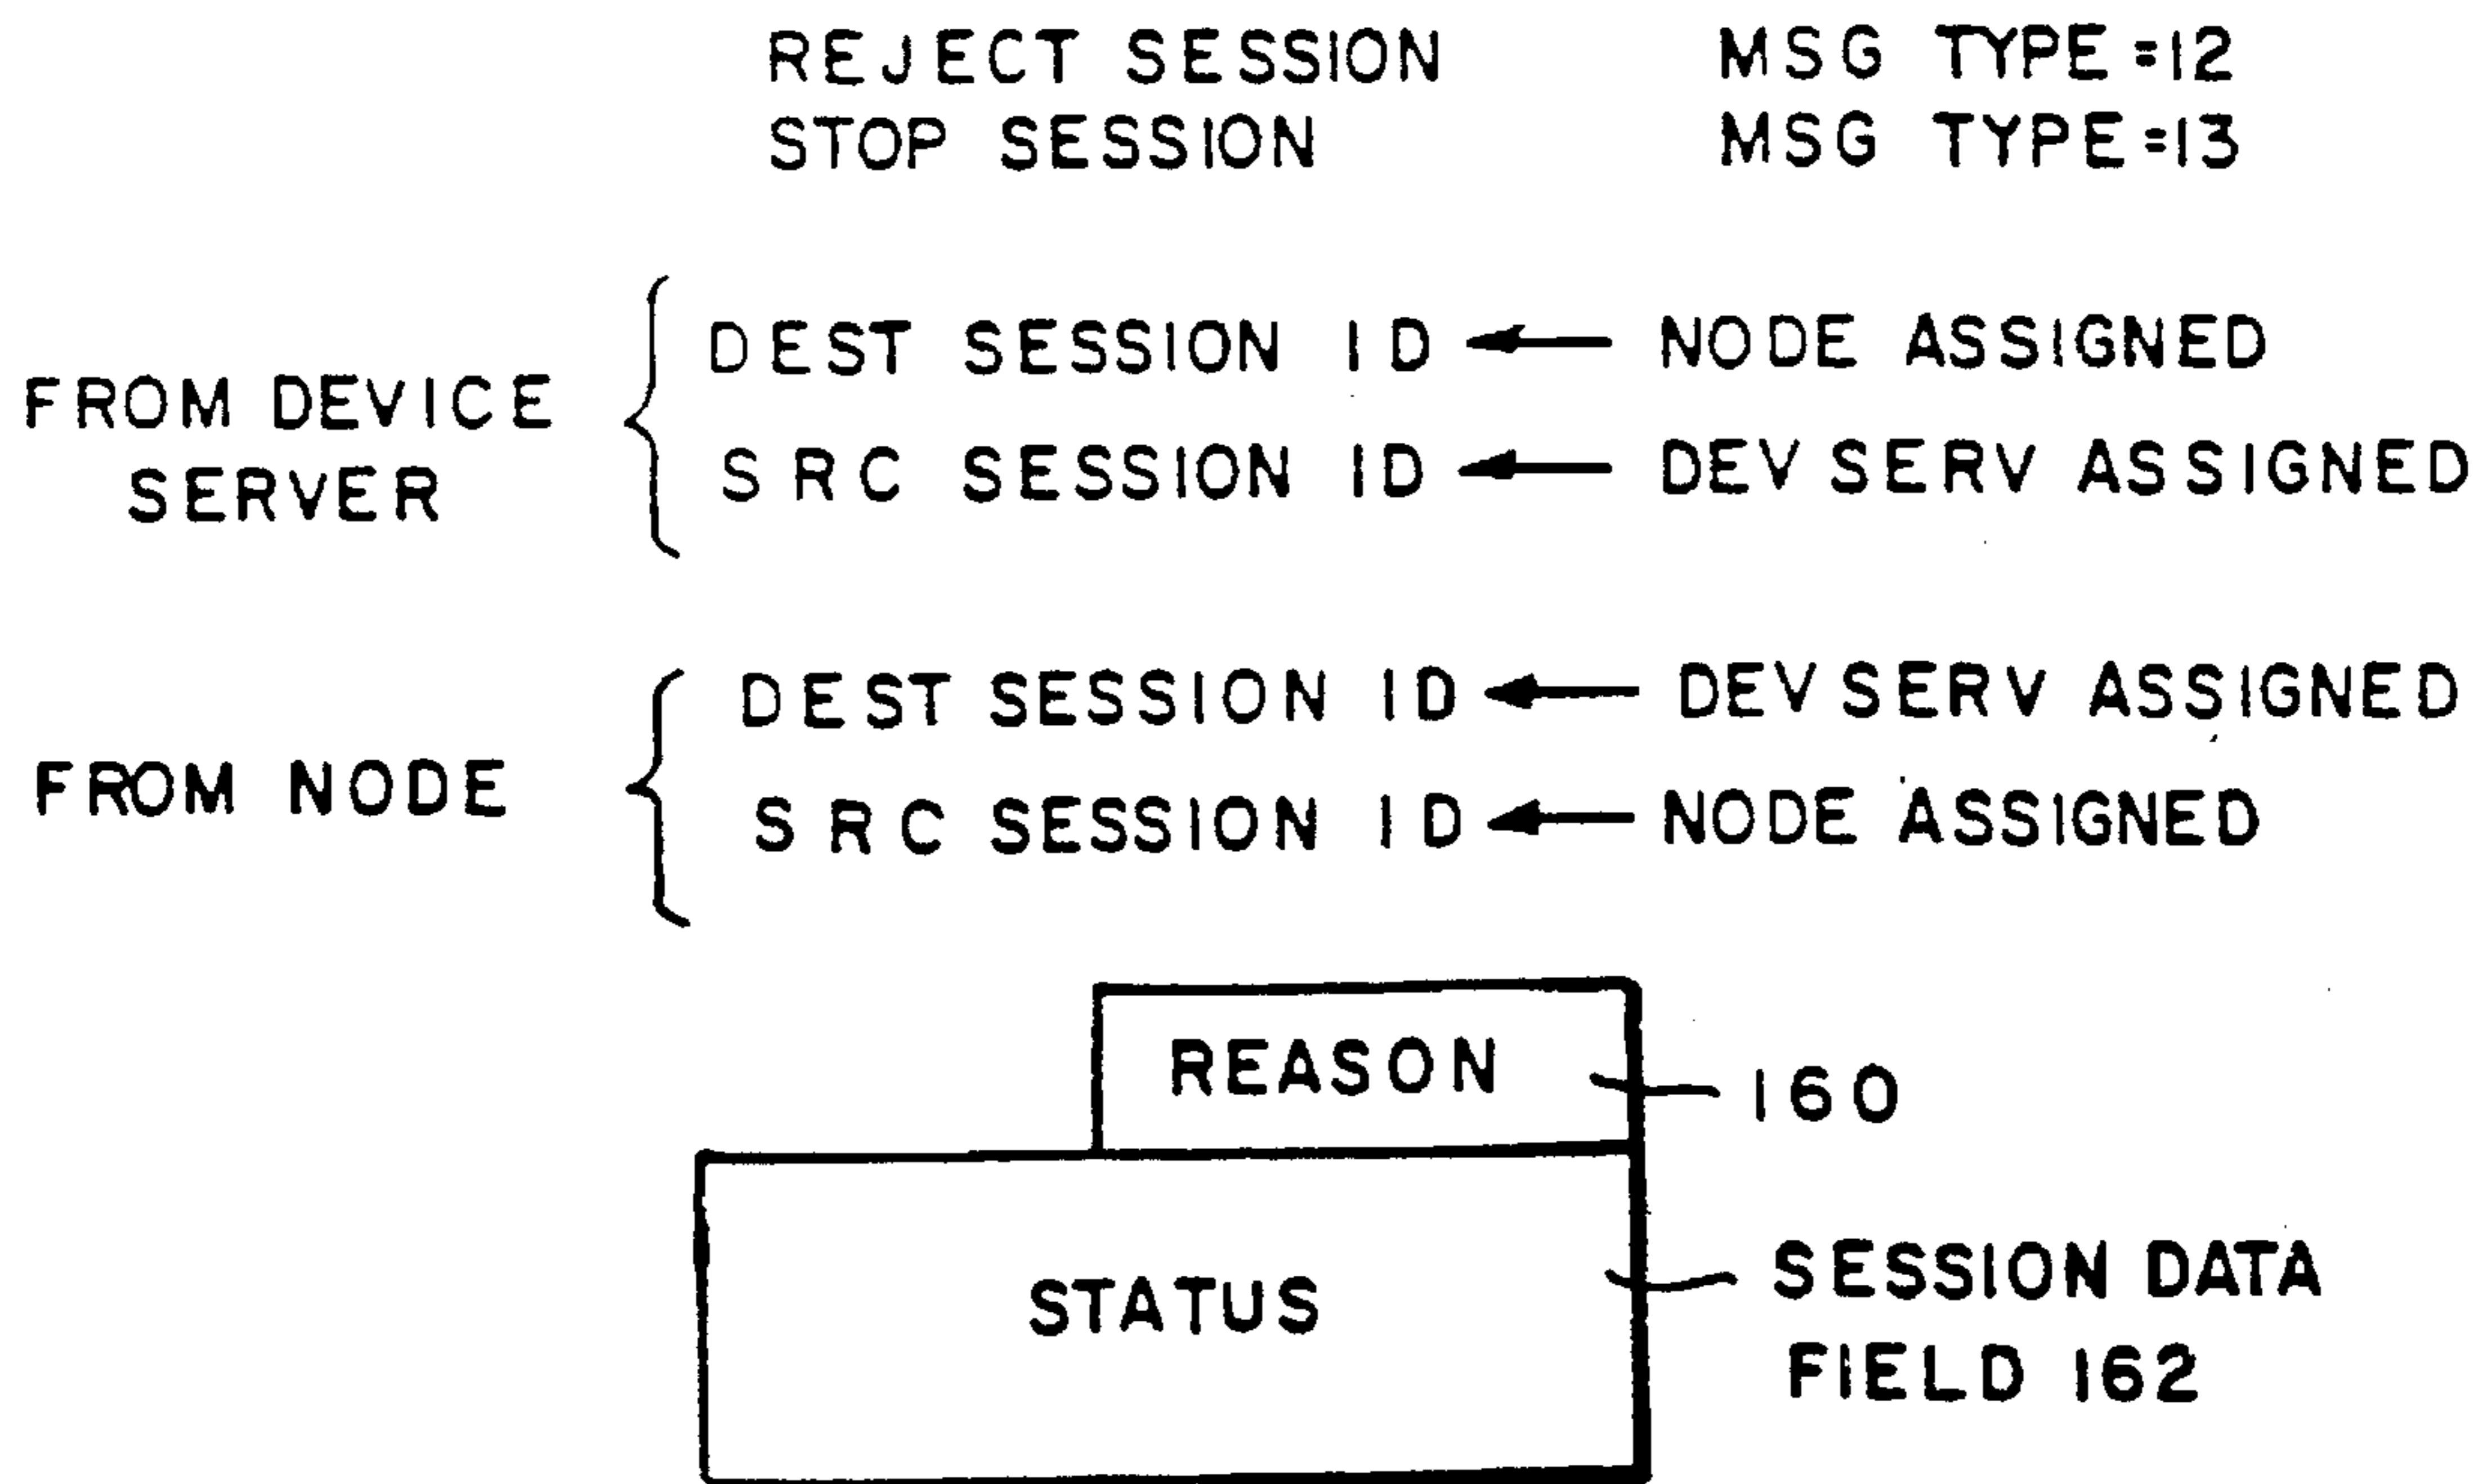 REJECT SESSION MSG TYPE=12
STOP SESSION MSG TYPE=13
FROM DEVICE SERVER
DEST SESSION ID NODE ASSIGNED
SRC SESSION ID DEV SERV ASSIGNED
FROM NODE
DEST SESSION ID DEV SERV ASSIGNED
SRC SESSION ID NODE ASSIGNED
REASON 160
STATUS
SESSION DATA
FIELD 162